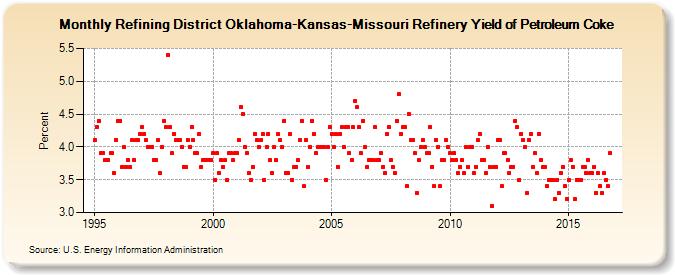 Monthly Refining District Oklahoma-Kansas-Missouri Refinery Yield of Petroleum Coke
Percent
5.5
5.0
4.5
4.0
3.5
3.0
1995 2000 2005 2010 2015
Source: U.S. Energy Information Administration